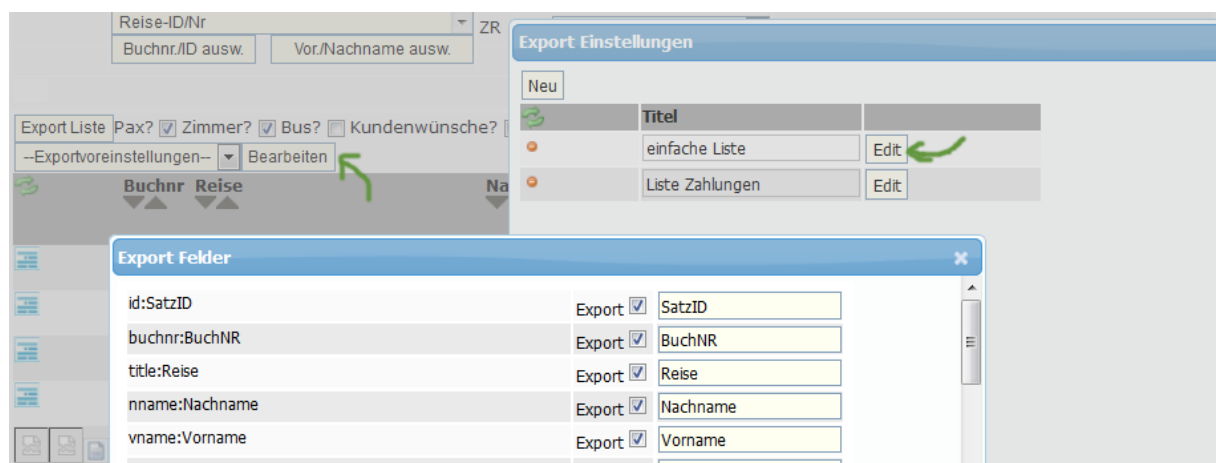 Reise-ID/Nr
ZR
Buchnr./ID ausw. Vor./Nachname ausw.
Export Liste Pax? Zimmer? Bus? Kundenwünsche?
--Exportvoreinstellungen-- Bearbeiten
Buchnr Reise Na
Export Einstellungen
Neu
Titel
einfache Liste Edit
Liste Zahlungen Edit
Export Felder
id:SatzID Export SatzID
buchnr:BuchNR Export BuchNR
title:Reise Export Reise
nname:Nachname Export Nachname
vname:Vorname Export Vorname